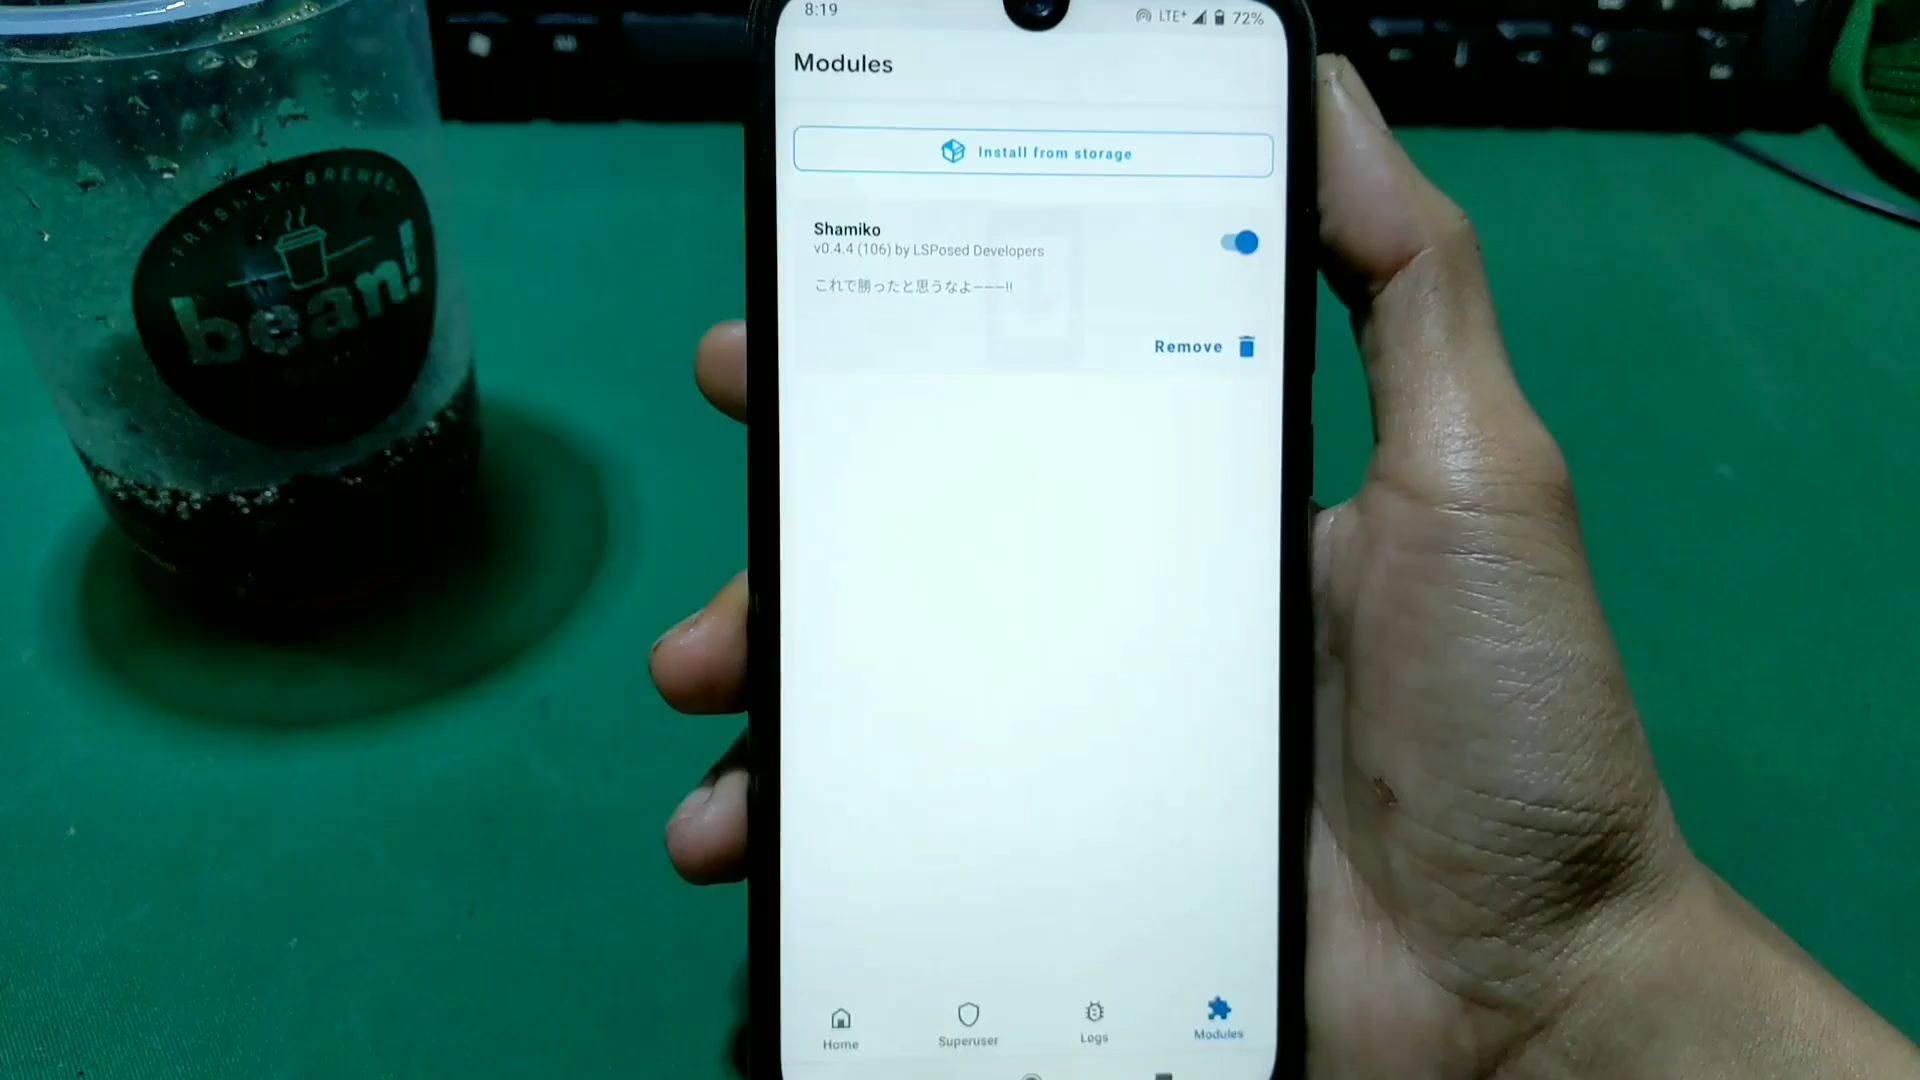 FRESHLY BREWED
bean!
8:19
LTE+
72%
Modules
Install from storage
Shamiko
v0.4.4 (106) by LSPosed Developers
これで勝ったと思うなよ―――!!
Remove
Home
Superuser
Logs
Modules